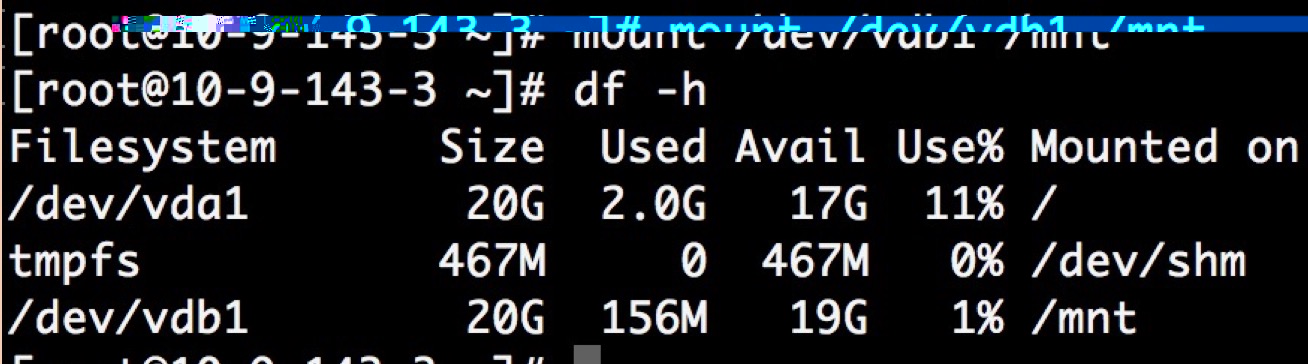 [root@10-9-143-3 ~]# mount /dev/vdb1 /mnt
[root@10-9-143-3 ~]# df -h
Filesystem Size Used Avail Use% Mounted on
/dev/vda1 20G 2.0G 17G 11% /
tmpfs 467M 0 467M 0% /dev/shm
/dev/vdb1 20G 156M 19G 1% /mnt
[root@10-9-143-3 ~]#